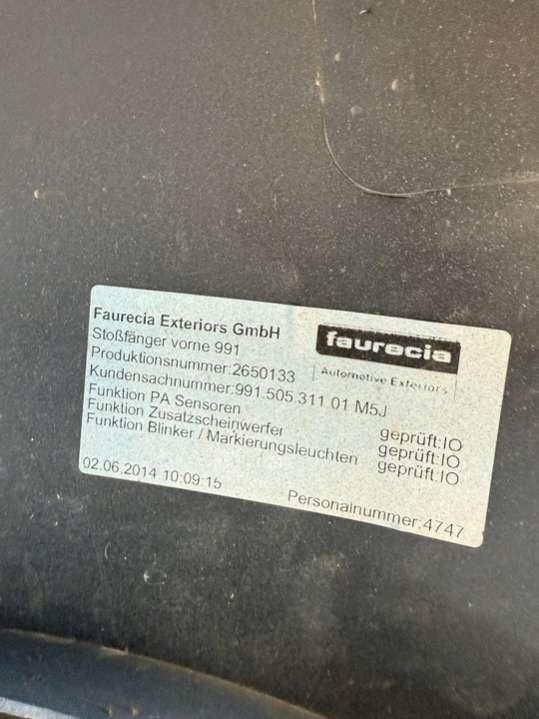 Faurecia Exteriors GmbH
Stoßfänger vorne 991
Produktionsnummer:2650133
Kundensachnummer:991.505.311.01 M5J
Funktion PA Sensoren geprüft:IO
Funktion Zusatzscheinwerfer geprüft:IO
Funktion Blinker / Markierungsleuchten geprüft:IO
02.06.2014 10:09:15
Personalnummer:4747
faurecia
Automotive Exteriors